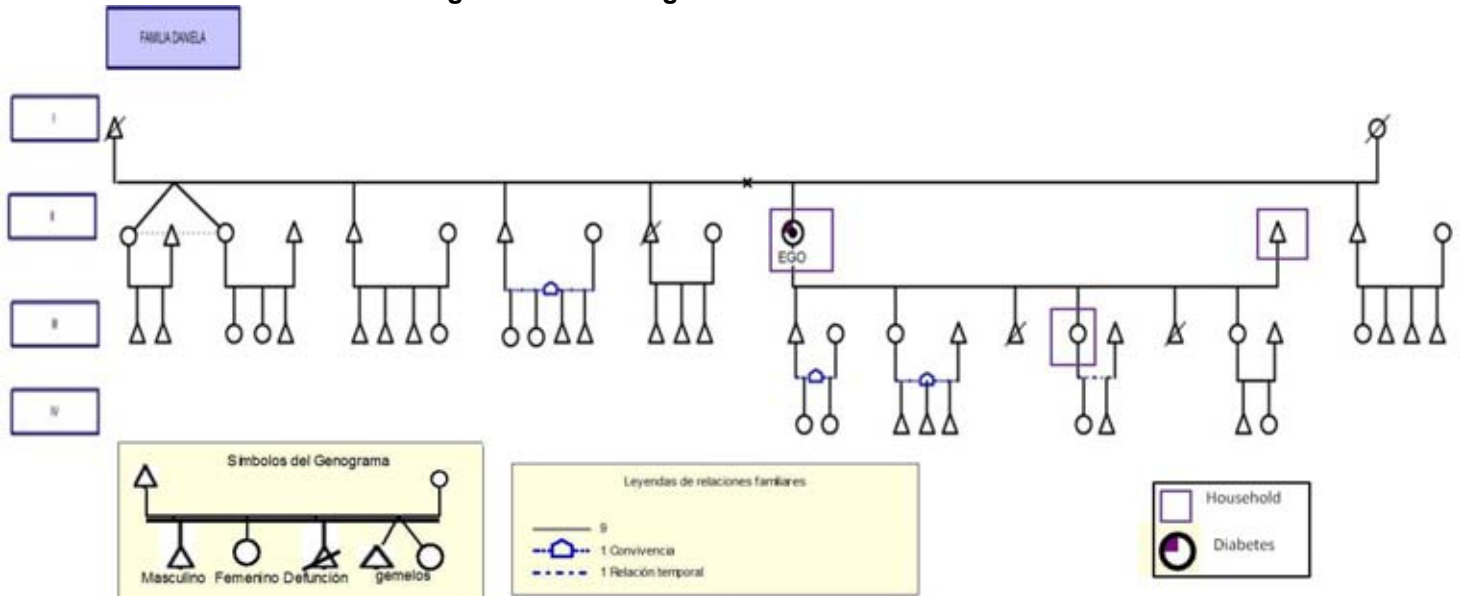 FAMILIA DANIELA
I
II
EGO
III
IV
Símbolos del Genograma
Masculino Femenino Defunción gemelos
Leyendas de relaciones familiares
9
1 Convivencia
1 Relación temporal
Household
Diabetes